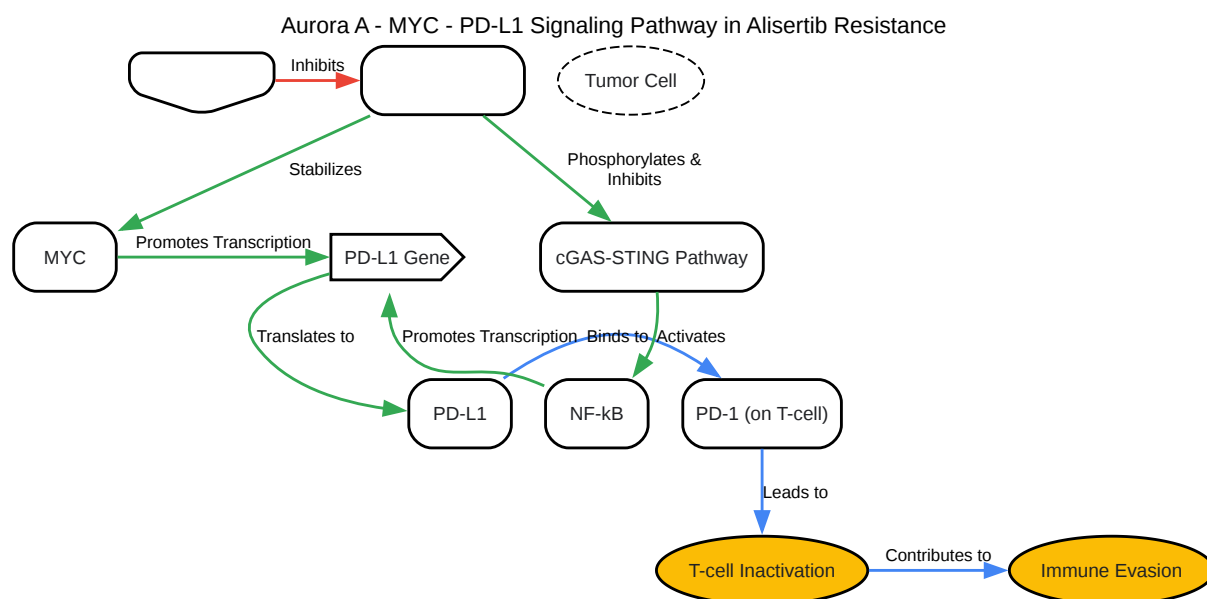 Aurora A - MYC - PD-L1 Signaling Pathway in Alisertib Resistance
Inhibits
Tumor Cell
Stabilizes
Phosphorylates &
Inhibits
MYC
Promotes Transcription
PD-L1 Gene
cGAS-STING Pathway
Translates to
Promotes Transcription
Binds to
Activates
PD-L1
NF-kB
PD-1 (on T-cell)
Leads to
T-cell Inactivation
Contributes to
Immune Evasion